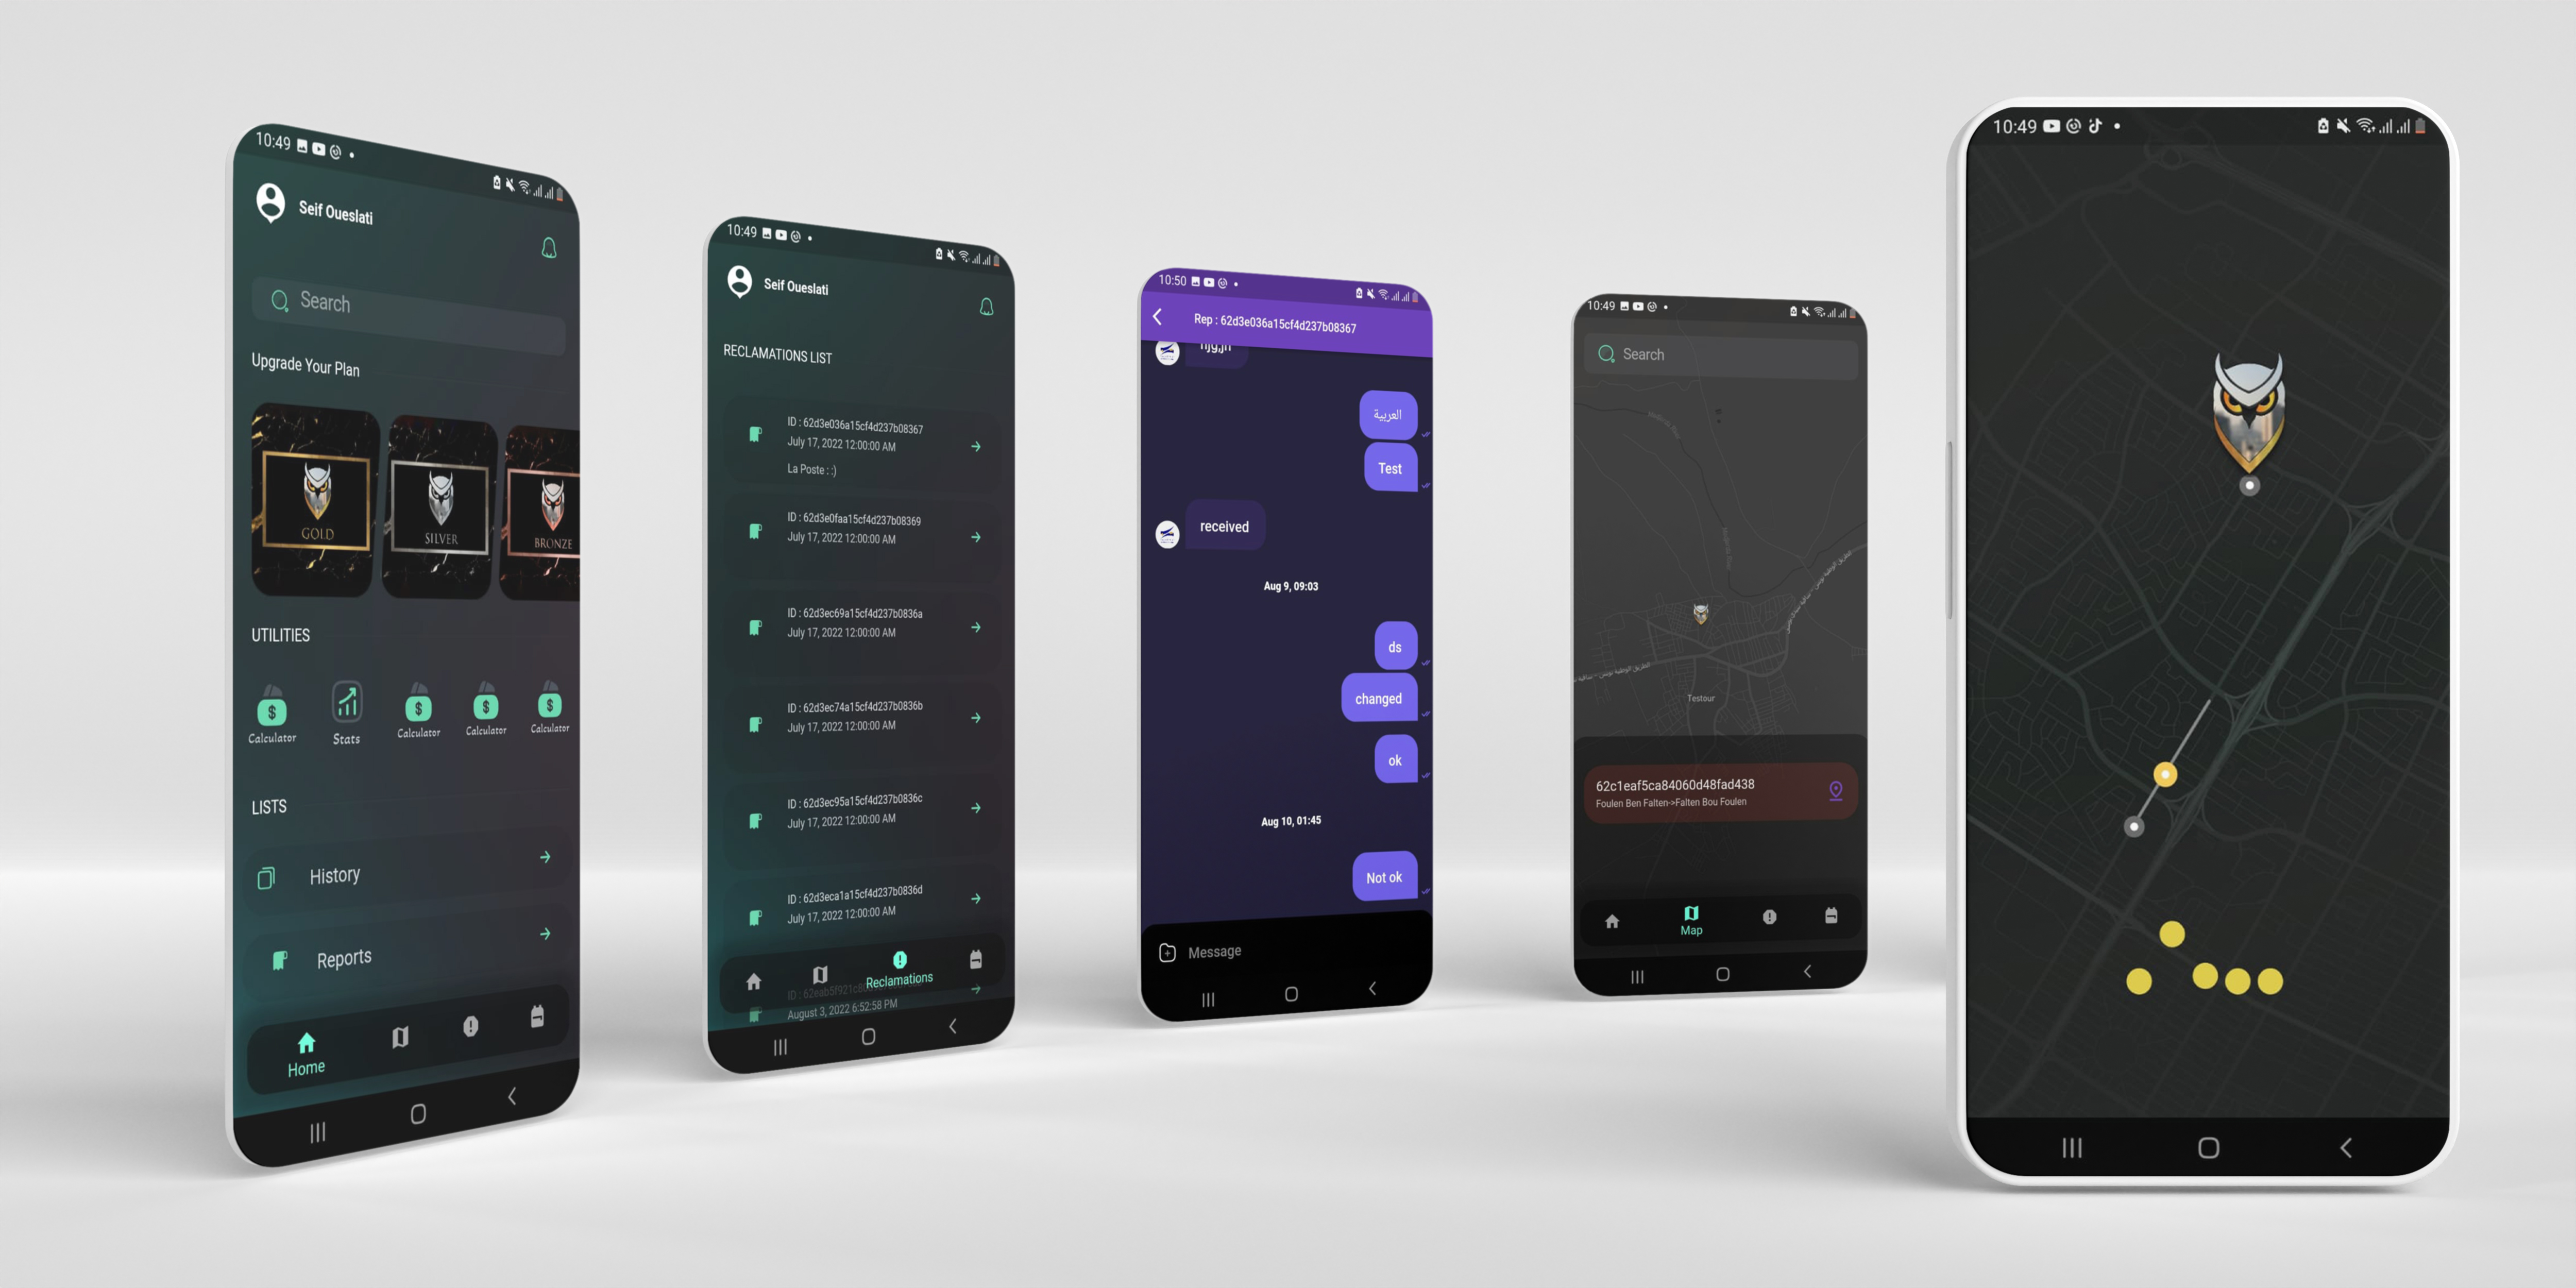 10:49
Seif Oueslati
Search
Upgrade Your Plan
GOLD
SILVER
BRONZE
UTILITIES
Calculator
Stats
Calculator
Calculator
Calculator
LISTS
History
Reports
Home
10:49
Seif Oueslati
RECLAMATIONS LIST
ID : 62d3e036a15cf4d237b08367
July 17, 2022 12:00:00 AM
La Poste : :)
ID : 62d3e0faa15cf4d237b08369
July 17, 2022 12:00:00 AM
ID : 62d3ec69a15cf4d237b0836a
July 17, 2022 12:00:00 AM
ID : 62d3ec74a15cf4d237b0836b
July 17, 2022 12:00:00 AM
ID : 62d3ec95a15cf4d237b0836c
July 17, 2022 12:00:00 AM
ID : 62d3eca1a15cf4d237b0836d
July 17, 2022 12:00:00 AM
Reclamations
August 3, 2022 6:52:58 PM
10:50
Rep : 62d3e036a15cf4d237b08367
العربية
Test
received
Aug 9, 09:03
ds
changed
ok
Aug 10, 01:45
Not ok
Message
10:49
Search
Testour
62c1eaf5ca84060d48fad438
Foulen Ben Falten->Falten Bou Foulen
Map
10:49